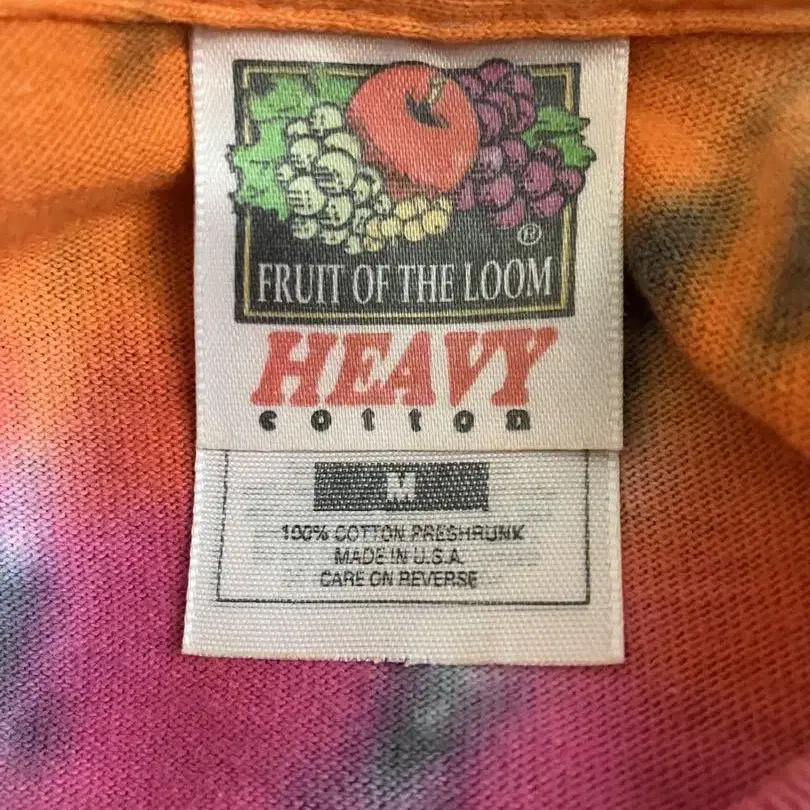 ®
FRUIT OF THE LOOM
HEAVY
cotton
M
100% COTTON PRESHRUNK
MADE IN U.S.A.
CARE ON REVERSE